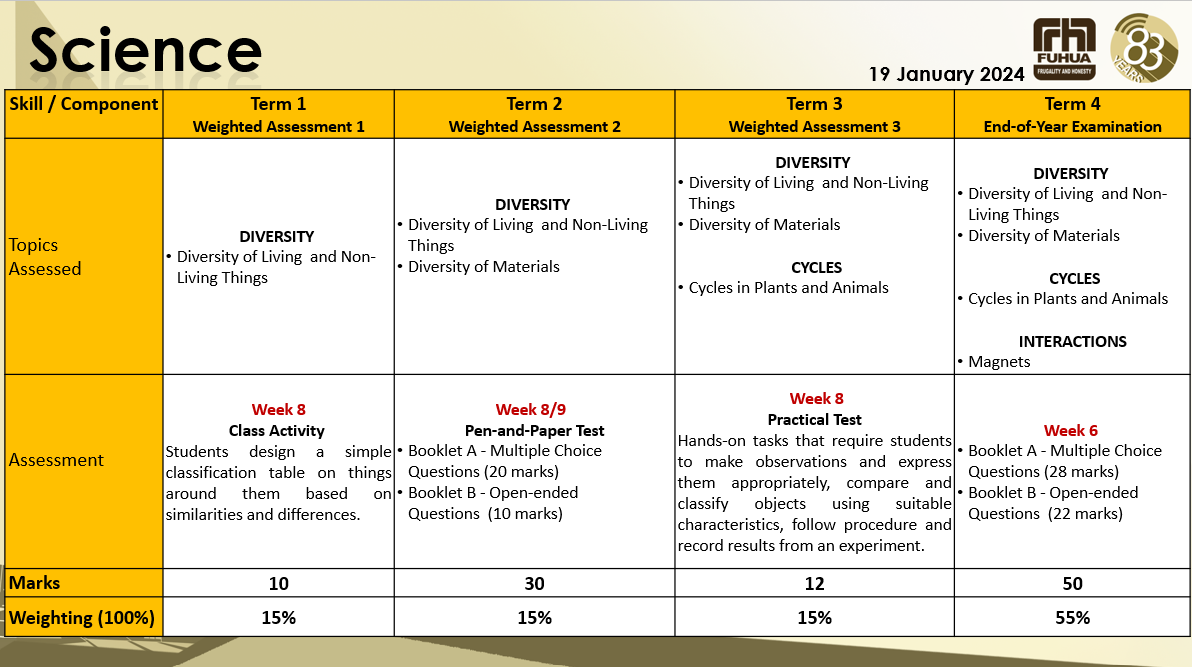 Science
19 January 2024
FUHUA
FRUGALITY AND HONESTY
83
YEARS
Skill / Component
Term 1
Weighted Assessment 1
Term 2
Weighted Assessment 2
Term 3
Weighted Assessment 3
Term 4
End-of-Year Examination
Topics
Assessed
DIVERSITY
• Diversity of Living and Non-
Living Things
DIVERSITY
• Diversity of Living and Non-Living
Things
• Diversity of Materials
DIVERSITY
• Diversity of Living and Non-Living
Things
• Diversity of Materials
CYCLES
• Cycles in Plants and Animals
DIVERSITY
• Diversity of Living and Non-
Living Things
• Diversity of Materials
CYCLES
• Cycles in Plants and Animals
INTERACTIONS
• Magnets
Assessment
Week 8
Class Activity
Students design a simple
classification table on things
around them based on
similarities and differences.
Week 8/9
Pen-and-Paper Test
• Booklet A - Multiple Choice
Questions (20 marks)
• Booklet B - Open-ended
Questions (10 marks)
Week 8
Practical Test
Hands-on tasks that require students
to make observations and express
them appropriately, compare and
classify objects using suitable
characteristics, follow procedure and
record results from an experiment.
Week 6
• Booklet A - Multiple Choice
Questions (28 marks)
• Booklet B - Open-ended
Questions (22 marks)
Marks
10
30
12
50
Weighting (100%)
15%
15%
15%
55%